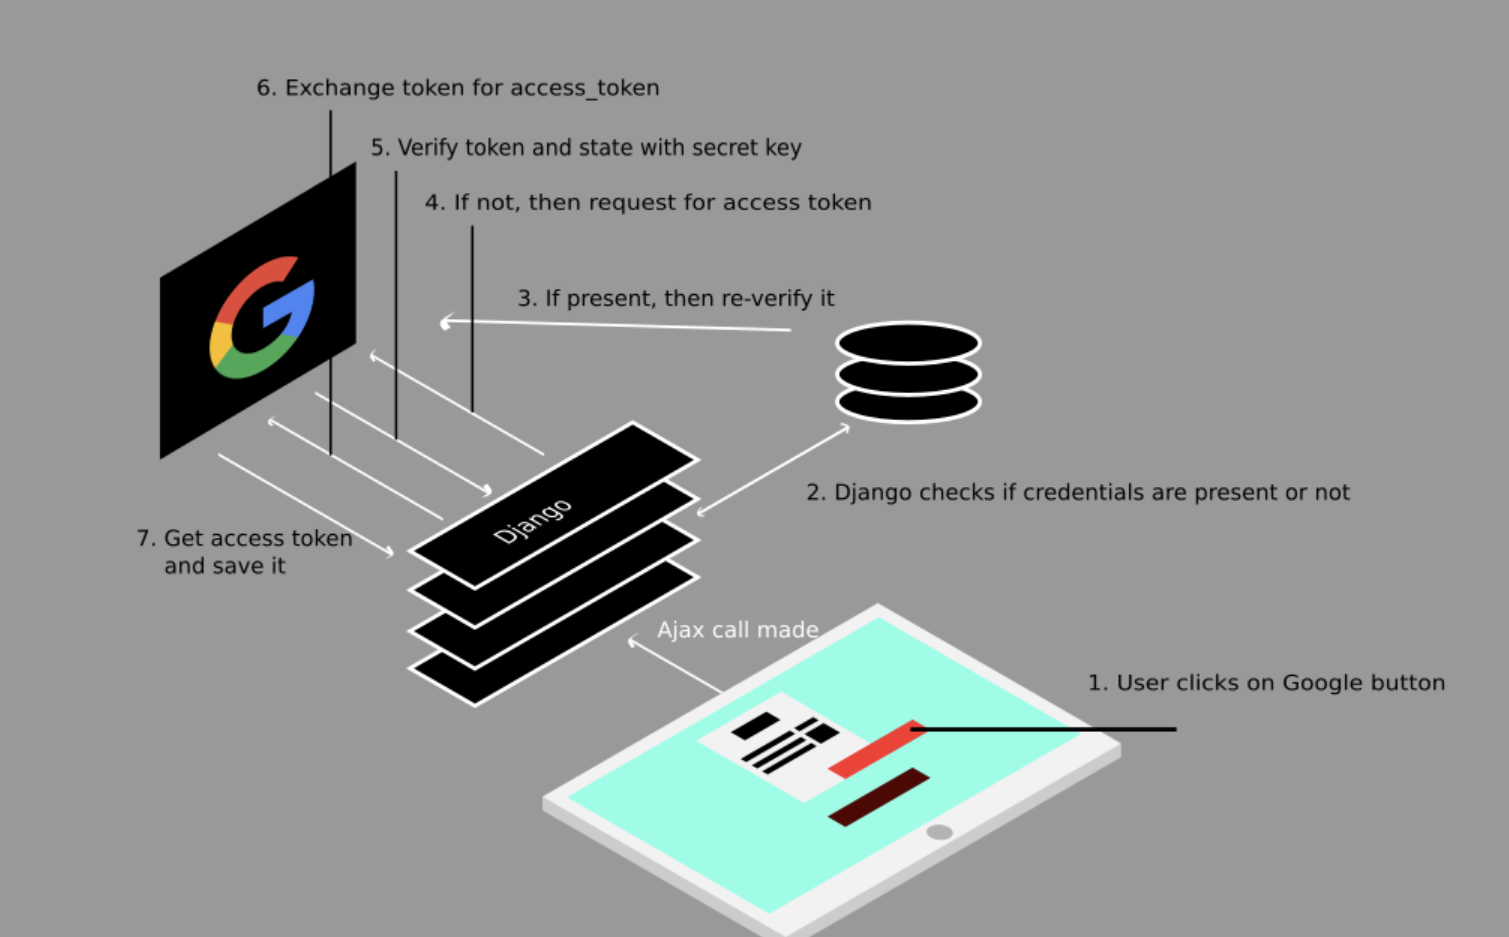 6. Exchange token for access_token
5. Verify token and state with secret key
4. If not, then request for access token
3. If present, then re-verify it
2. Django checks if credentials are present or not
Django
7. Get access token
and save it
Ajax call made
1. User clicks on Google button